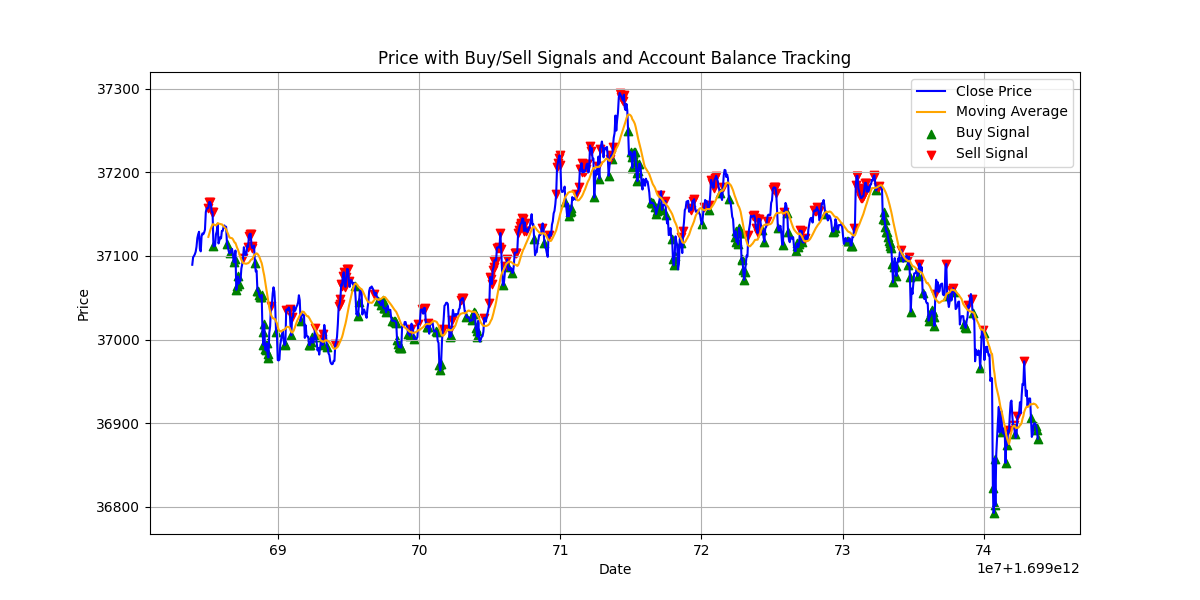 Price with Buy/Sell Signals and Account Balance Tracking
37300
37200
37100
37000
36900
36800
Price
Close Price
Moving Average
Buy Signal
Sell Signal
69 70 71 72 73 74
Date
1e7+1.699e12